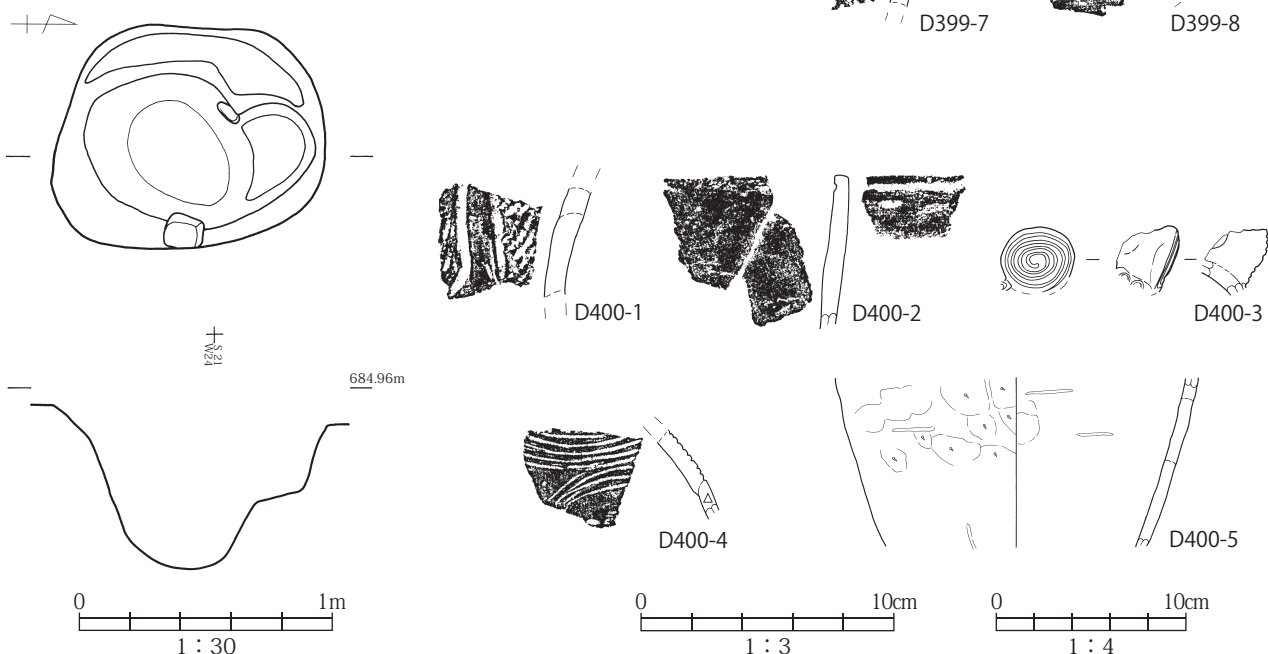 D399-7
D399-8
D400-1
D400-2
D400-3
S21
W24
684.96m
D400-4
D400-5
0 1m
1：30
0 10cm
1：3
0 10cm
1：4